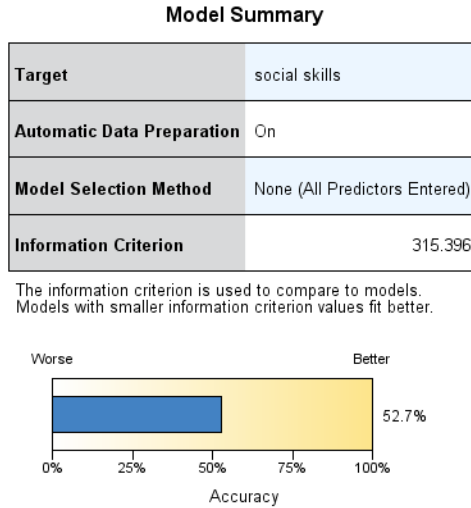 Model Summary
Target social skills
Automatic Data Preparation On
Model Selection Method None (All Predictors Entered)
Information Criterion 315.396
The information criterion is used to compare to models.
Models with smaller information criterion values fit better.
Worse Better
52.7%
0% 25% 50% 75% 100%
Accuracy